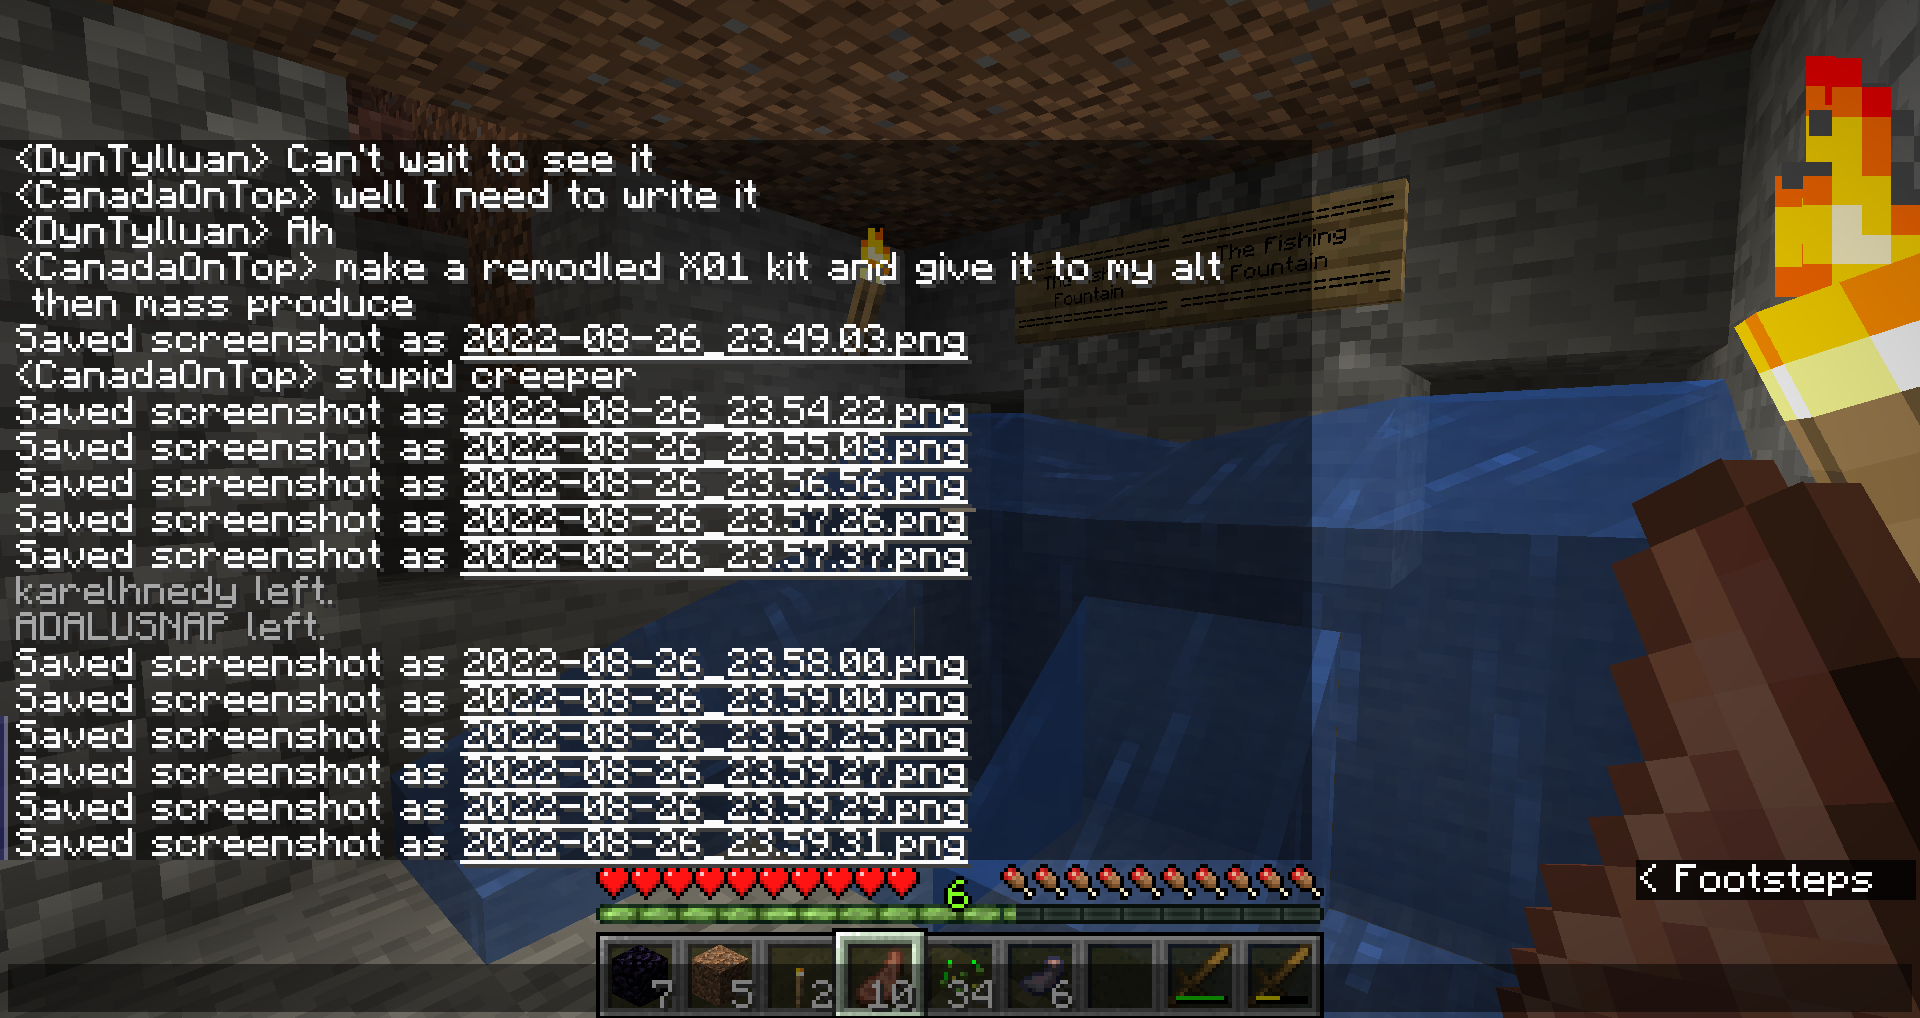 <DynTylluan> Can't wait to see it
<CanadaOnTop> well I need to write it
<DynTylluan> Ah
<CanadaOnTop> make a remodled X01 kit and give it to my alt
then mass produce
Saved screenshot as 2022-08-26_23.49.03.png
<CanadaOnTop> stupid creeper
Saved screenshot as 2022-08-26_23.54.22.png
Saved screenshot as 2022-08-26_23.55.08.png
Saved screenshot as 2022-08-26_23.56.56.png
Saved screenshot as 2022-08-26_23.57.26.png
Saved screenshot as 2022-08-26_23.57.37.png
karelhnedy left.
ADALUSNAP left.
Saved screenshot as 2022-08-26_23.58.00.png
Saved screenshot as 2022-08-26_23.59.00.png
Saved screenshot as 2022-08-26_23.59.25.png
Saved screenshot as 2022-08-26_23.59.27.png
Saved screenshot as 2022-08-26_23.59.29.png
Saved screenshot as 2022-08-26_23.59.31.png
The Fishing
Fountain
The
Fountain
< Footsteps
6
7 5 2 10 34 6